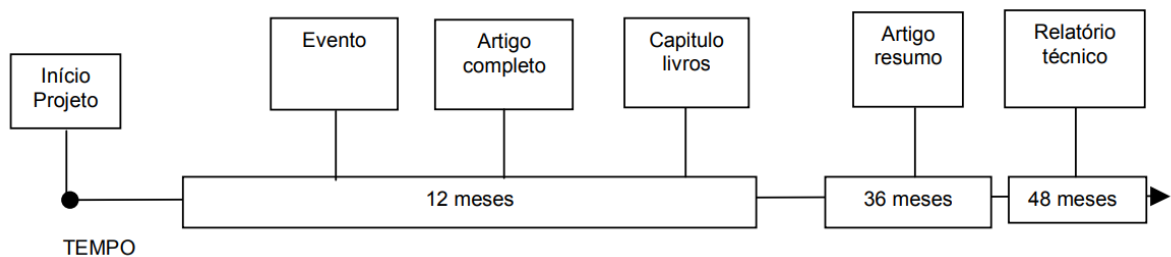 Início
Projeto
Evento
Artigo
completo
Capitulo
livros
Artigo
resumo
Relatório
técnico
12 meses
36 meses
48 meses
TEMPO